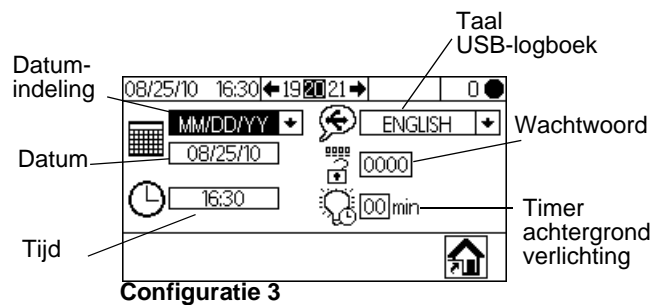 Taal
USB-logboek
Datum-
indeling
08/25/10 16:30 19 20 21 0
MM/DD/YY
ENGLISH
Wachtwoord
Datum
08/25/10
0000
16:30
00 min
Timer
achtergrond
verlichting
Tijd
Configuratie 3